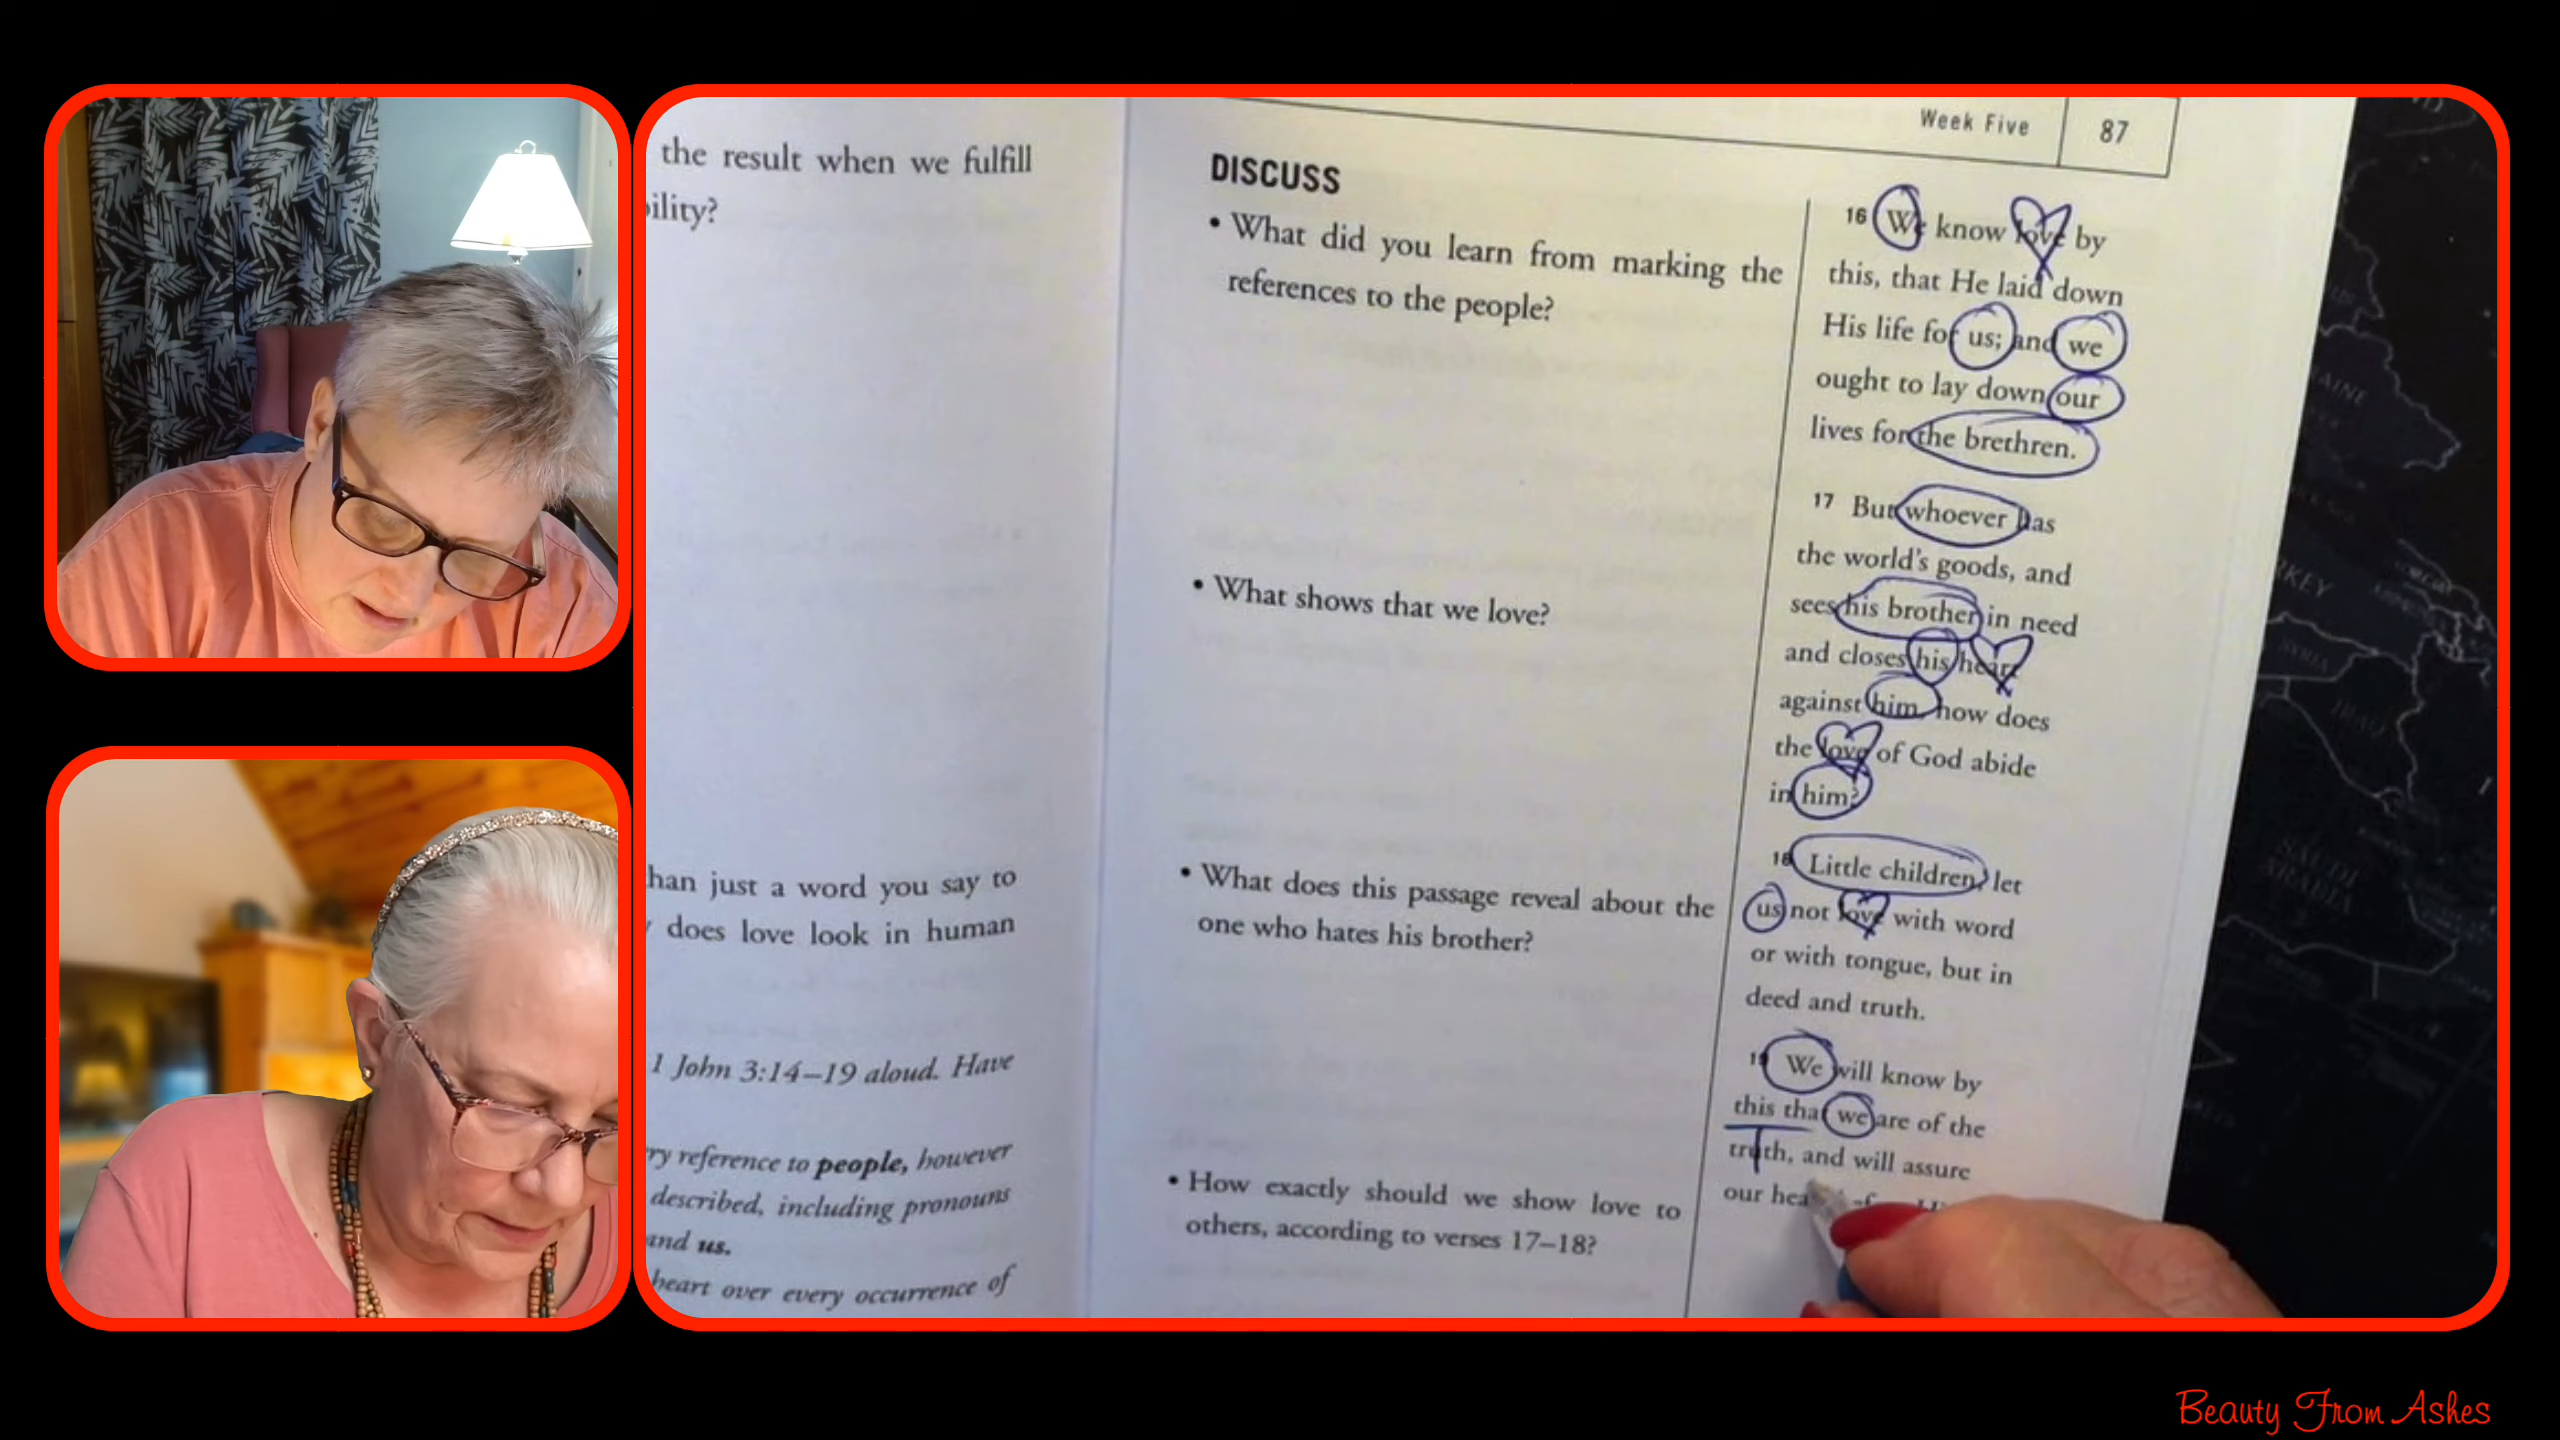 the result when we fulfill
ility?
han just a word you say to
does love look in human
1 John 3:14–19 aloud. Have
ry reference to people, however
described, including pronouns
and us.
heart over every occurrence of
Week Five
87
DISCUSS
• What did you learn from marking the
references to the people?
• What shows that we love?
• What does this passage reveal about the
one who hates his brother?
• How exactly should we show love to
others, according to verses 17–18?
16 We know love by
this, that He laid down
His life for us; and we
ought to lay down our
lives for the brethren.
17 But whoever has
the world's goods, and
sees his brother in need
and closes his heart
against him, how does
the love of God abide
in him?
18 Little children, let
us not love with word
or with tongue, but in
deed and truth.
19 We will know by
this that we are of the
truth, and will assure
our
TURKEY
SYRIA
IRAQ
SAUDI
ARABIA
Beauty From Ashes